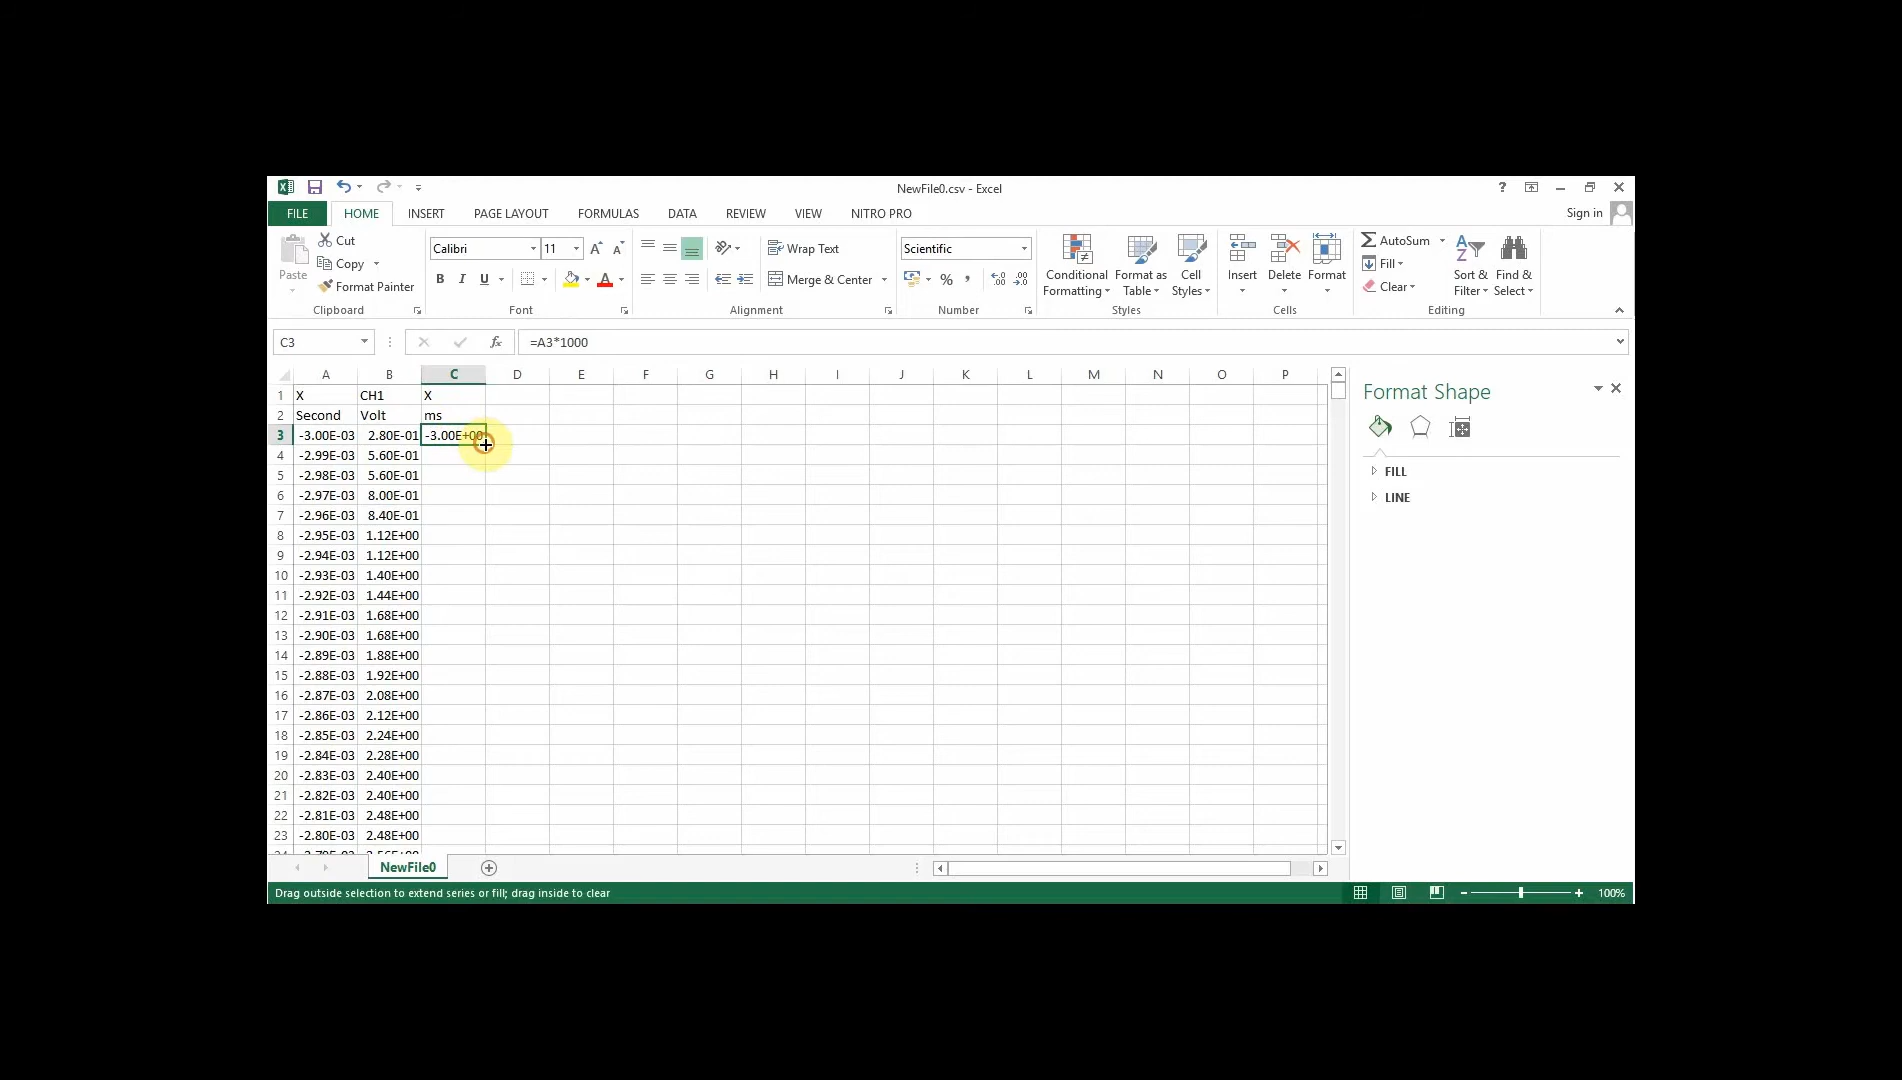 NewFile0.csv - Excel
?
FILE HOME INSERT PAGE LAYOUT FORMULAS DATA REVIEW VIEW NITRO PRO Sign in
Paste
Cut
Copy
Format Painter
Clipboard
Calibri 11
B I U
Font
Wrap Text
Merge & Center
Alignment
Scientific
%
Number
Conditional Formatting
Format as Table
Cell Styles
Styles
Insert Delete Format
Cells
AutoSum
Fill
Clear
Sort & Filter
Find & Select
Editing
C3 fx =A3*1000
A B C D E F G H I J K L M N O P
1 X CH1 X
2 Second Volt ms
3 -3.00E-03 2.80E-01 -3.00E+00
4 -2.99E-03 5.60E-01
5 -2.98E-03 5.60E-01
6 -2.97E-03 8.00E-01
7 -2.96E-03 8.40E-01
8 -2.95E-03 1.12E+00
9 -2.94E-03 1.12E+00
10 -2.93E-03 1.40E+00
11 -2.92E-03 1.44E+00
12 -2.91E-03 1.68E+00
13 -2.90E-03 1.68E+00
14 -2.89E-03 1.88E+00
15 -2.88E-03 1.92E+00
16 -2.87E-03 2.08E+00
17 -2.86E-03 2.12E+00
18 -2.85E-03 2.24E+00
19 -2.84E-03 2.28E+00
20 -2.83E-03 2.40E+00
21 -2.82E-03 2.40E+00
22 -2.81E-03 2.48E+00
23 -2.80E-03 2.48E+00
Format Shape
FILL
LINE
NewFile0
Drag outside selection to extend series or fill; drag inside to clear
100%